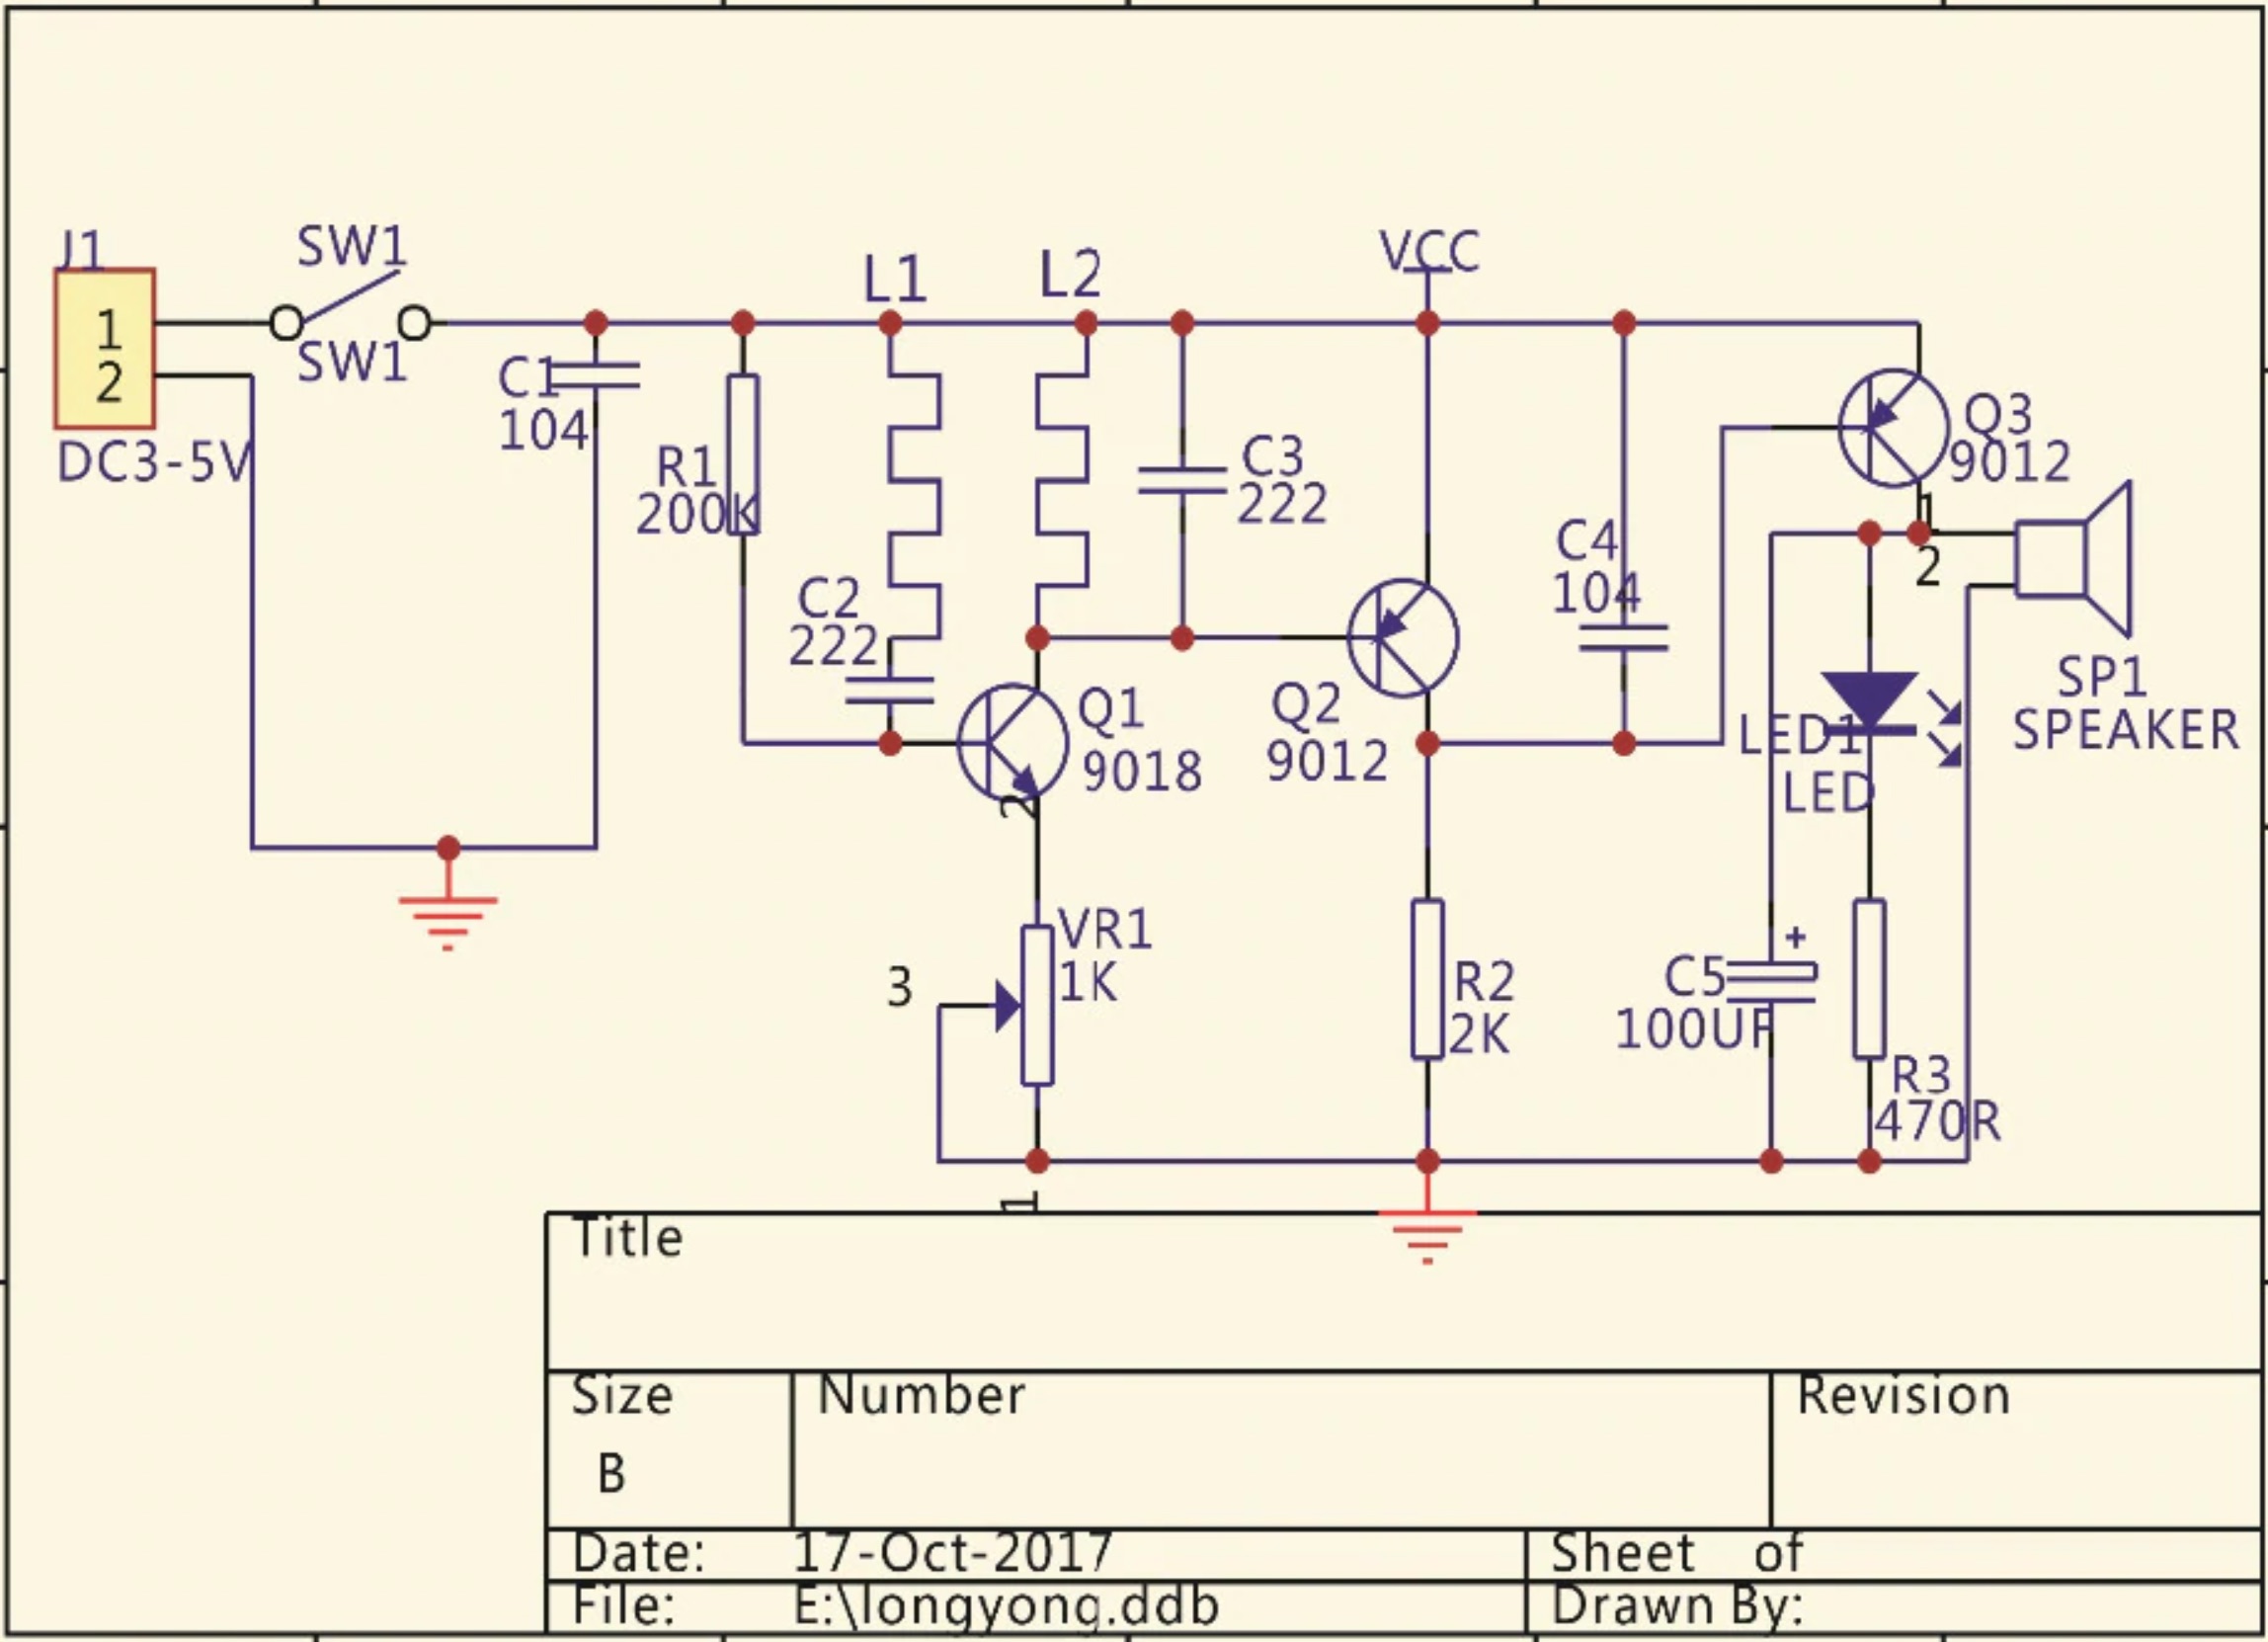 J1
1
2
DC3-5V
SW1
SW1
C1
104
R1
200K
L1
L2
C2
222
C3
222
VCC
Q1
9018
2
Q2
9012
C4
104
Q3
9012
1
2
SP1
SPEAKER
LED1
LED
VR1
1K
3
1
R2
2K
+
C5
100UF
R3
470R
Title
Size
B
Number
Revision
Date: 17-Oct-2017
Sheet of
File: E:\longyong.ddb
Drawn By: